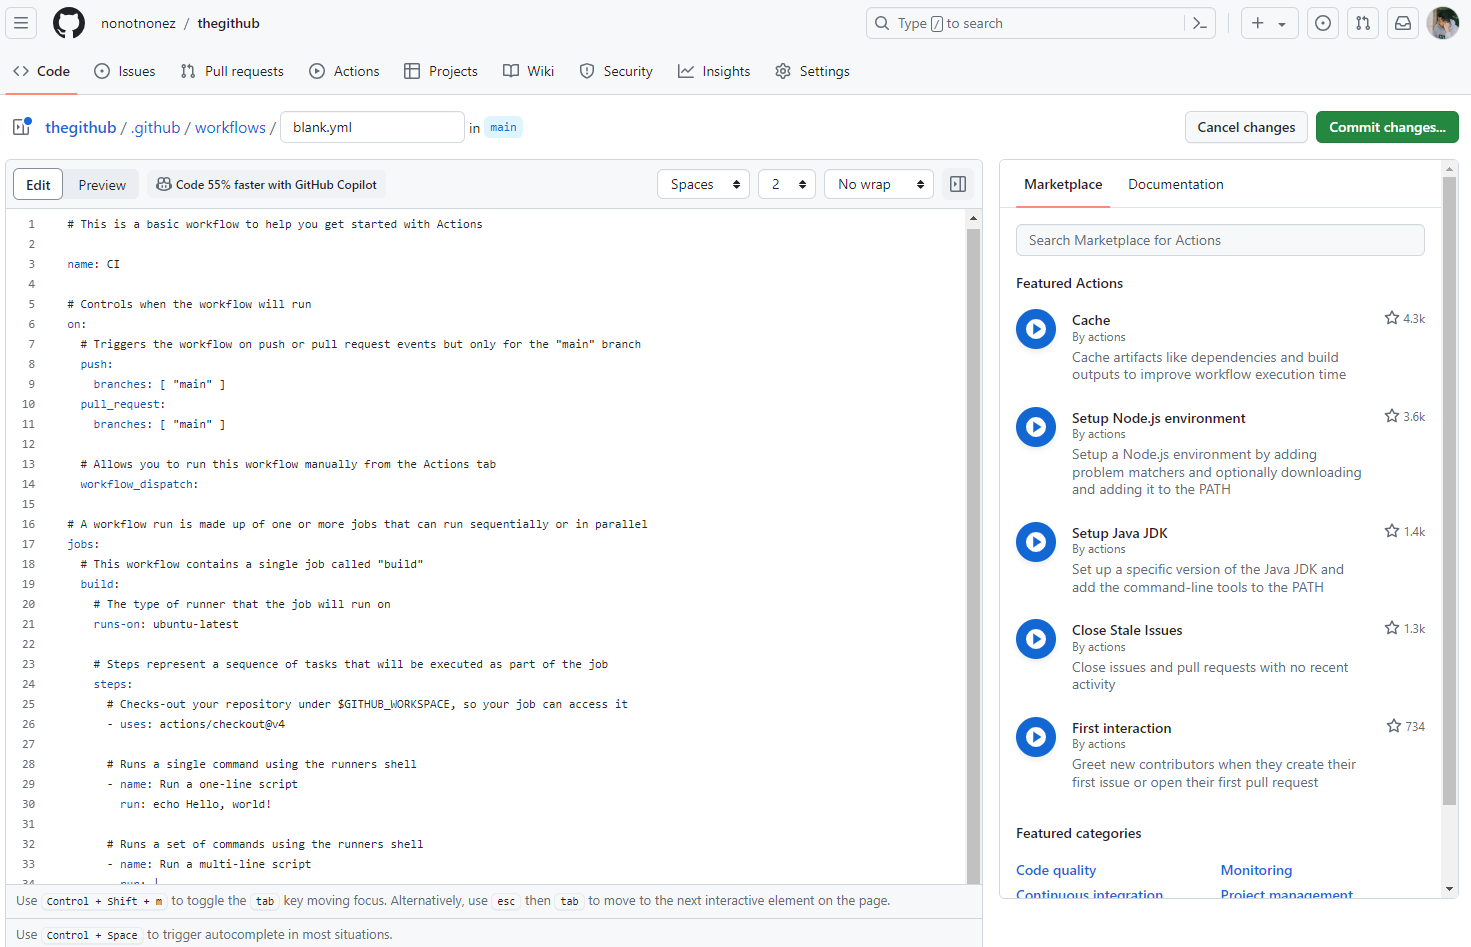 nonotnonez / thegithub
Type / to search
Code
Issues
Pull requests
Actions
Projects
Wiki
Security
Insights
Settings
thegithub / .github / workflows / blank.yml in main
Cancel changes
Commit changes...
Edit
Preview
Code 55% faster with GitHub Copilot
Spaces
2
No wrap
1 # This is a basic workflow to help you get started with Actions
2
3 name: CI
4
5 # Controls when the workflow will run
6 on:
7 # Triggers the workflow on push or pull request events but only for the "main" branch
8 push:
9 branches: [ "main" ]
10 pull_request:
11 branches: [ "main" ]
12
13 # Allows you to run this workflow manually from the Actions tab
14 workflow_dispatch:
15
16 # A workflow run is made up of one or more jobs that can run sequentially or in parallel
17 jobs:
18 # This workflow contains a single job called "build"
19 build:
20 # The type of runner that the job will run on
21 runs-on: ubuntu-latest
22
23 # Steps represent a sequence of tasks that will be executed as part of the job
24 steps:
25 # Checks-out your repository under $GITHUB_WORKSPACE, so your job can access it
26 - uses: actions/checkout@v4
27
28 # Runs a single command using the runners shell
29 - name: Run a one-line script
30 run: echo Hello, world!
31
32 # Runs a set of commands using the runners shell
33 - name: Run a multi-line script
34 run: |
Use Control + Shift + m to toggle the tab key moving focus. Alternatively, use esc then tab to move to the next interactive element on the page.
Use Control + Space to trigger autocomplete in most situations.
Marketplace
Documentation
Search Marketplace for Actions
Featured Actions
Cache
4.3k
By actions
Cache artifacts like dependencies and build
outputs to improve workflow execution time
Setup Node.js environment
3.6k
By actions
Setup a Node.js environment by adding
problem matchers and optionally downloading
and adding it to the PATH
Setup Java JDK
1.4k
By actions
Set up a specific version of the Java JDK and
add the command-line tools to the PATH
Close Stale Issues
1.3k
By actions
Close issues and pull requests with no recent
activity
First interaction
734
By actions
Greet new contributors when they create their
first issue or open their first pull request
Featured categories
Code quality
Monitoring
Continuous integration
Project management